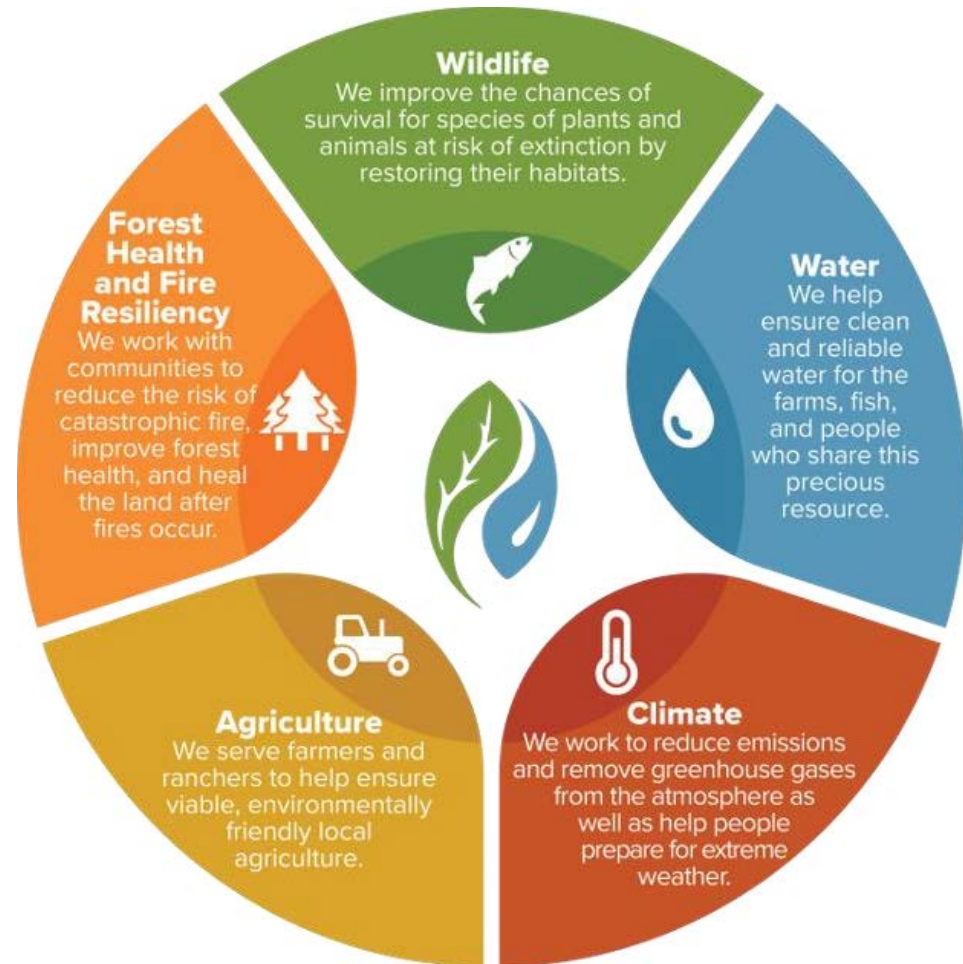 Wildlife
We improve the chances of
survival for species of plants and
animals at risk of extinction by
restoring their habitats.
Water
We help
ensure clean
and reliable
water for the
farms, fish,
and people
who share this
precious
resource.
Climate
We work to reduce emissions
and remove greenhouse gases
from the atmosphere as
well as help people
prepare for extreme
weather.
Agriculture
We serve farmers and
ranchers to help ensure
viable, environmentally
friendly local
agriculture.
Forest
Health
and Fire
Resiliency
We work with
communities to
reduce the risk of
catastrophic fire,
improve forest
health, and heal
the land after
fires occur.